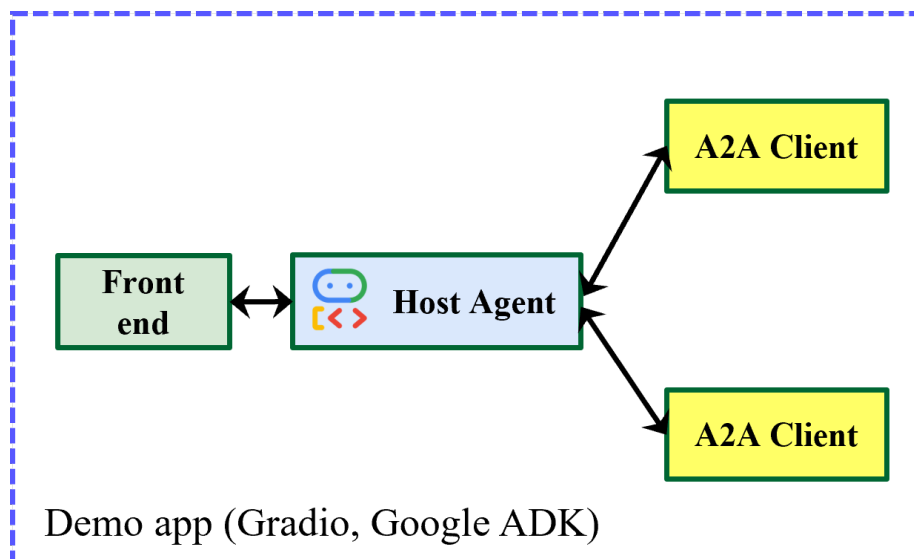 A2A Client
Front
end
Host Agent
A2A Client
Demo app (Gradio, Google ADK)